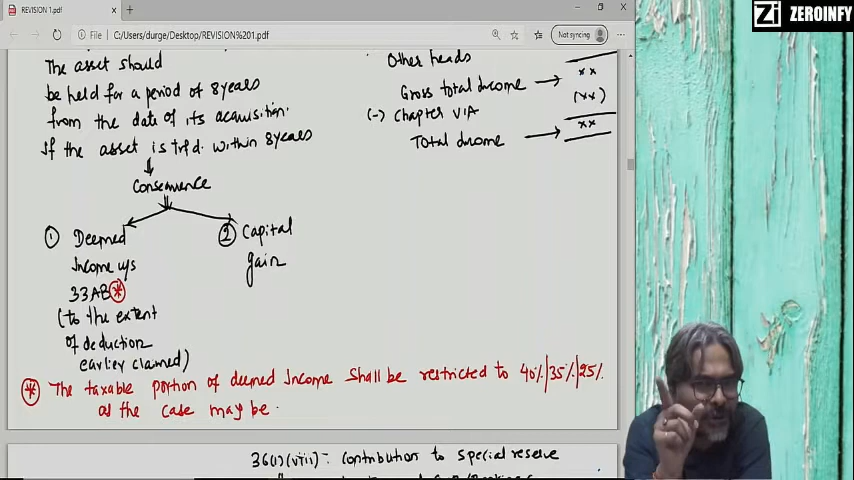 REVISION%201.pdf
File | C:/Users/durge/Desktop/REVISION%201.pdf
Not syncing
Zi ZEROINFY
The asset should
be held for a period of 8 years
from the date of its acquisition.
If the asset is trfd. within 8 years
Consequence
① Deemed
Income u/s
33AB *
(to the extent
of deduction
earlier claimed)
② Capital
gain
Other heads
xx
Gross total Income → (xx)
(-) Chapter VIA
xx
Total Income →
* The taxable portion of deemed Income shall be restricted to 40% | 35% | 25%
as the case may be.
36(1)(viii):- Contribution to special reserve